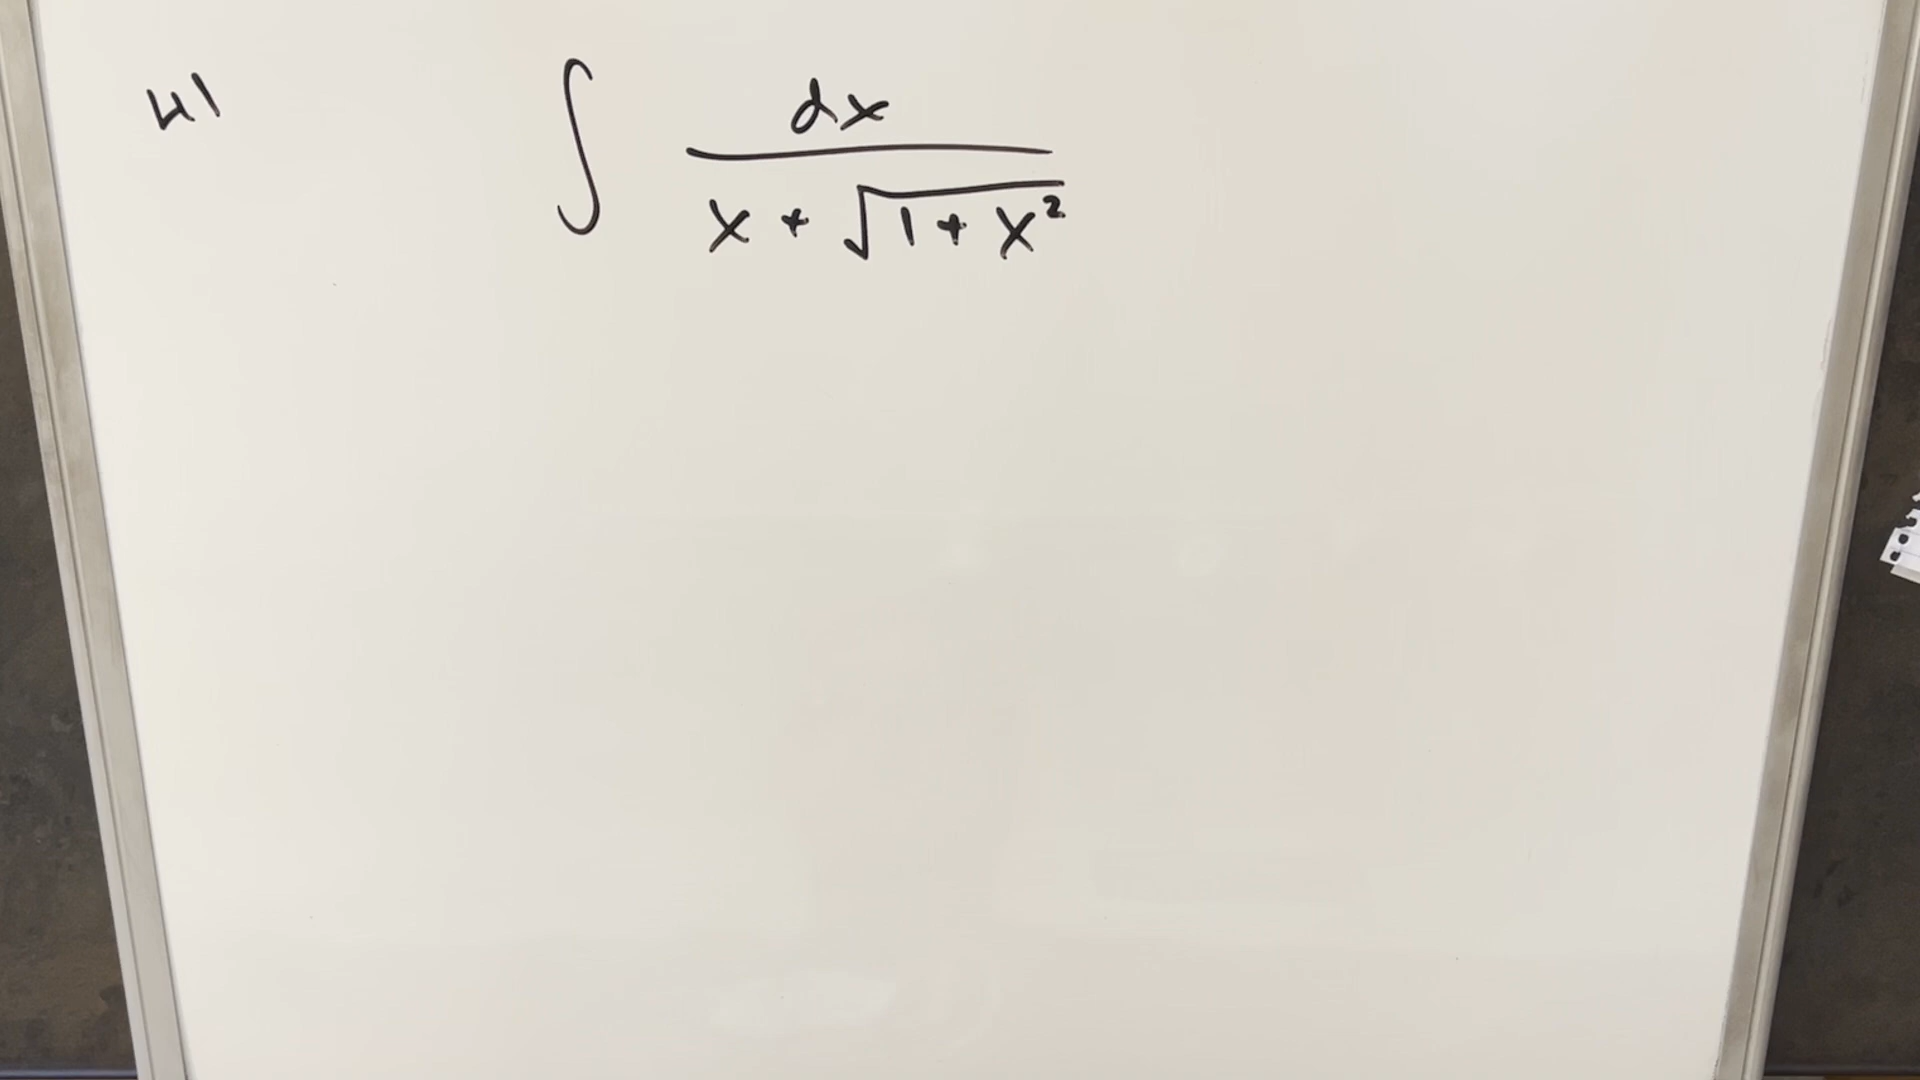 41
∫ dx / (x + √(1 + x²))